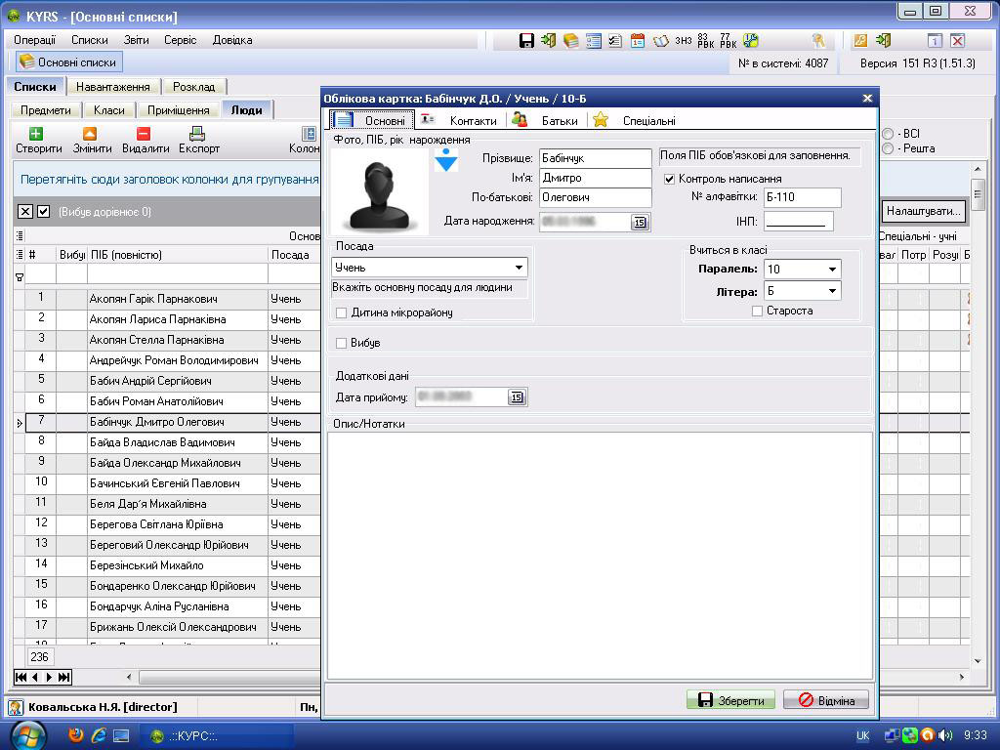 KYRS - [Основні списки]
Операції Списки Звіти Сервіс Довідка
ЗНЗ 83 РВК 77 РВК
Основні списки
№ в системі: 4087 Версия 151 R3 (1.51.3)
Списки Навантаження Розклад
Предмети Класи Приміщення Люди
Створити Змінити Видалити Експорт Колон
- ВСІ
- Решта
Перетягніть сюди заголовок колонки для групування
(Вибув дорівнює 0)
Налаштувати...
Основ
Спеціальні - учні
# Вибу ПІБ (повністю) Посада
Потр Розу Б
1 Акопян Гарік Парнакович Учень
2 Акопян Лариса Парнаківна Учень
3 Акопян Стелла Парнаківна Учень
4 Андрейчук Роман Володимирович Учень
5 Бабич Андрій Сергійович Учень
6 Бабич Роман Анатолійович Учень
7 Бабінчук Дмитро Олегович Учень
8 Байда Владислав Вадимович Учень
9 Байда Олександр Михайлович Учень
10 Бачинський Євгеній Павлович Учень
11 Беля Дар´я Михайлівна Учень
12 Берегова Світлана Юріївна Учень
13 Береговий Олександр Юрійович Учень
14 Березінський Михайло Учень
15 Бондаренко Олександр Юрійович Учень
16 Бондарчук Аліна Русланівна Учень
17 Брижань Олексій Олександрович Учень
236
Облікова картка: Бабінчук Д.О. / Учень / 10-Б
Основні Контакти Батьки Спеціальні
Фото, ПІБ, рік нарождення
Прізвище: Бабінчук
Ім'я: Дмитро
По-батькові: Олегович
Дата народження: 15
Поля ПІБ обов'язкові для заповнення.
Контроль написання
№ алфавітки: Б-110
ІНП:
Посада
Учень
Вкажіть основну посаду для людини
Дитина мікрорайону
Вчиться в класі
Паралель: 10
Літера: Б
Староста
Вибув
Додаткові дані
Дата прийому: 15
Опис/Нотатки
Зберегти Відміна
Ковальська Н.Я. [director] Пн,
.::КУРС::. UK 9:33